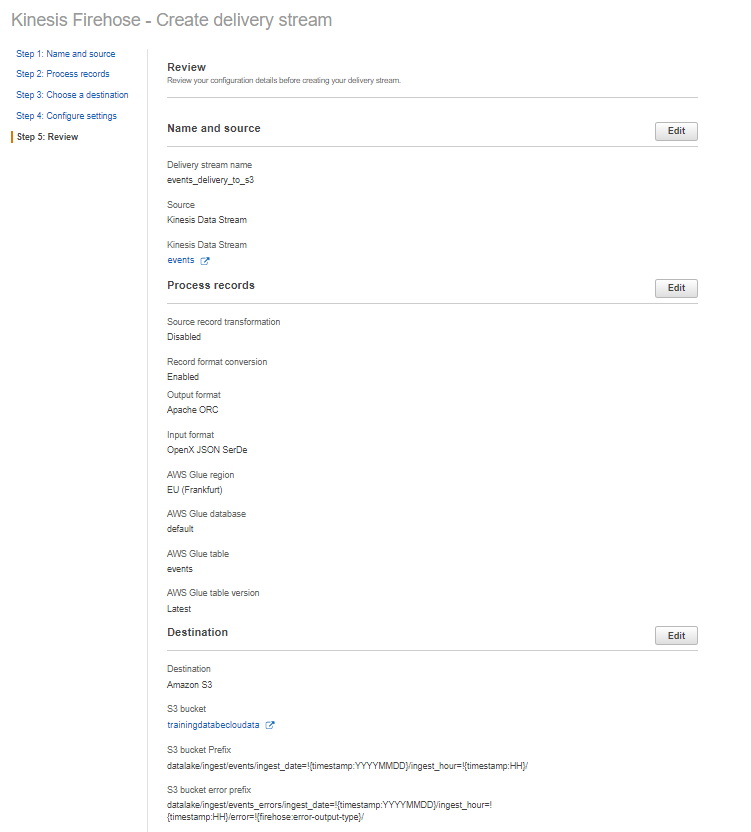 Kinesis Firehose - Create delivery stream
Step 1: Name and source
Step 2: Process records
Step 3: Choose a destination
Step 4: Configure settings
Step 5: Review
Review
Review your configuration details before creating your delivery stream.
Name and source
Edit
Delivery stream name
events_delivery_to_s3
Source
Kinesis Data Stream
Kinesis Data Stream
events
Process records
Edit
Source record transformation
Disabled
Record format conversion
Enabled
Output format
Apache ORC
Input format
OpenX JSON SerDe
AWS Glue region
EU (Frankfurt)
AWS Glue database
default
AWS Glue table
events
AWS Glue table version
Latest
Destination
Edit
Destination
Amazon S3
S3 bucket
trainingdatabecloudata
S3 bucket Prefix
datalake/ingest/events/ingest_date=!{timestamp:YYYYMMDD}/ingest_hour=!{timestamp:HH}/
S3 bucket error prefix
datalake/ingest/events_errors/ingest_date=!{timestamp:YYYYMMDD}/ingest_hour=!
{timestamp:HH}/error=!{firehose:error-output-type}/